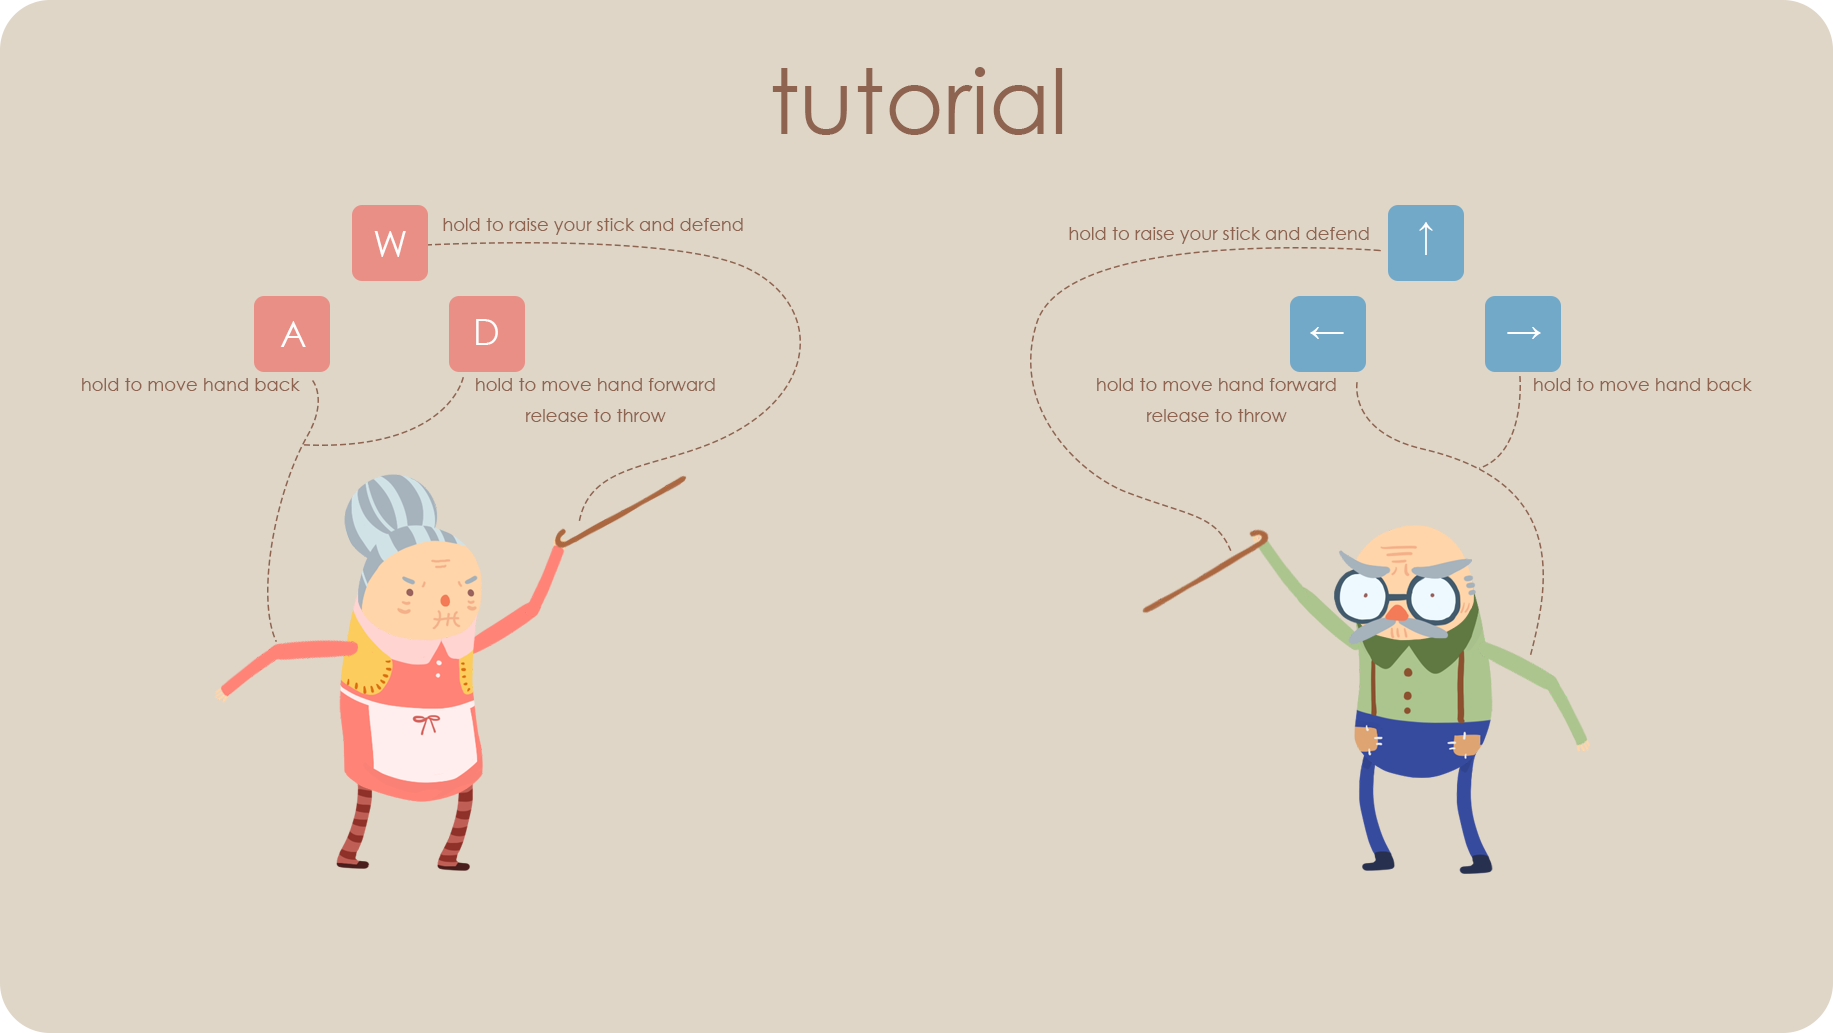 tutorial
W
hold to raise your stick and defend
A
D
hold to move hand back
hold to move hand forward
release to throw
hold to raise your stick and defend
↑
←
→
hold to move hand forward
release to throw
hold to move hand back